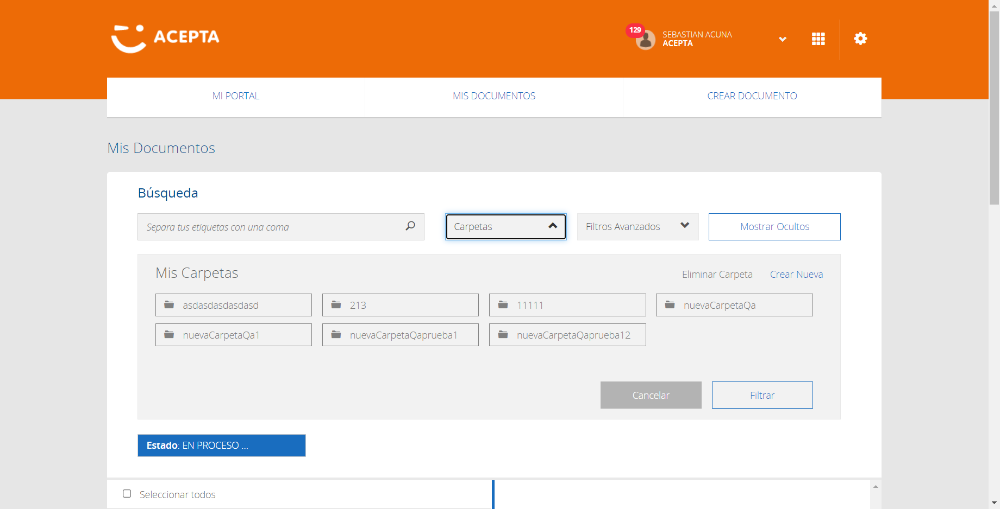 ACEPTA
129
SEBASTIAN ACUNA
ACEPTA
MI PORTAL
MIS DOCUMENTOS
CREAR DOCUMENTO
Mis Documentos
Búsqueda
Separa tus etiquetas con una coma
Carpetas
Filtros Avanzados
Mostrar Ocultos
Mis Carpetas
Eliminar Carpeta
Crear Nueva
asdasdasdasdasd
213
11111
nuevaCarpetaQa
nuevaCarpetaQa1
nuevaCarpetaQaprueba1
nuevaCarpetaQaprueba12
Cancelar
Filtrar
Estado: EN PROCESO ...
Seleccionar todos